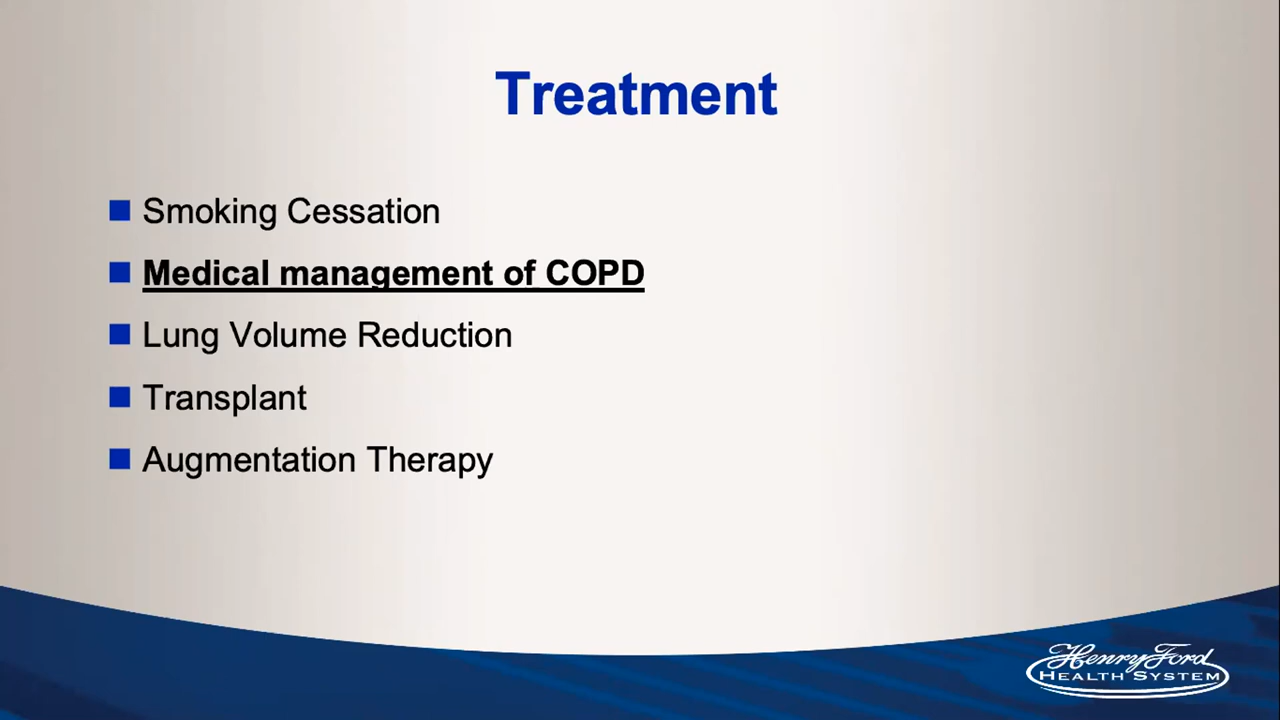 Treatment
Smoking Cessation
Medical management of COPD
Lung Volume Reduction
Transplant
Augmentation Therapy
Henry Ford
HEALTH SYSTEM